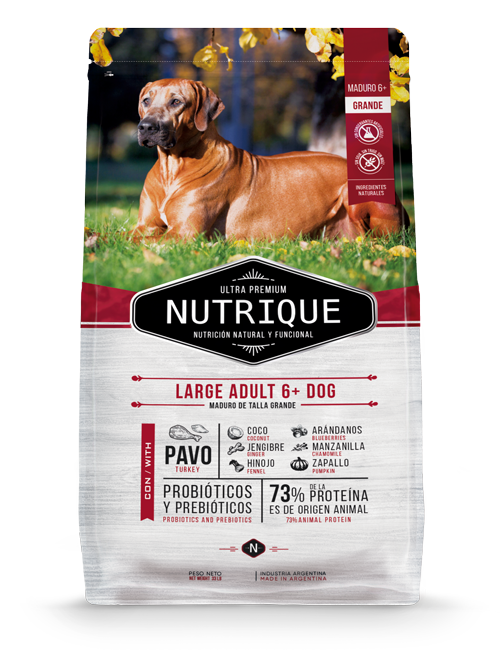 MADURO 6+
GRANDE
INGREDIENTES
NATURALES
ULTRA PREMIUM
NUTRIQUE
NUTRICIÓN NATURAL Y FUNCIONAL
LARGE ADULT 6+ DOG
MADURO DE TALLA GRANDE
CON / WITH
PAVO
TURKEY
COCO
COCONUT
JENGIBRE
GINGER
HINOJO
FENNEL
ARÁNDANOS
BLUEBERRIES
MANZANILLA
CHAMOMILE
ZAPALLO
PUMPKIN
PROBIÓTICOS
Y PREBIÓTICOS
PROBIOTICS AND PREBIOTICS
73% DE LA PROTEÍNA
ES DE ORIGEN ANIMAL
73% ANIMAL PROTEIN
N
PESO NETO
NET WEIGHT
INDUSTRIA ARGENTINA
MADE IN ARGENTINA